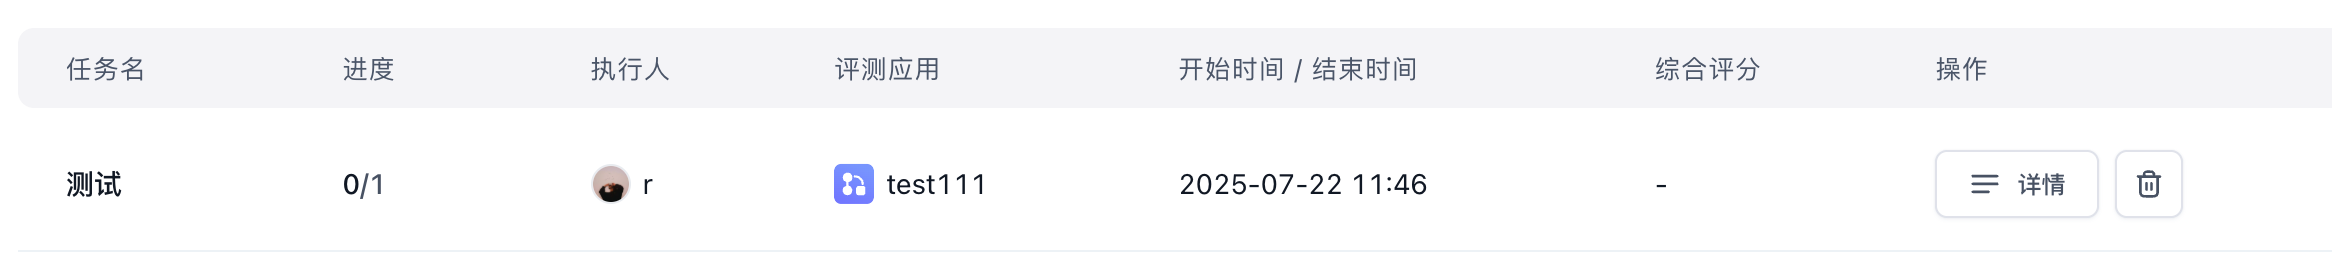 任务名 进度 执行人 评测应用 开始时间 / 结束时间 综合评分 操作
测试 0/1 r test111 2025-07-22 11:46 - 详情